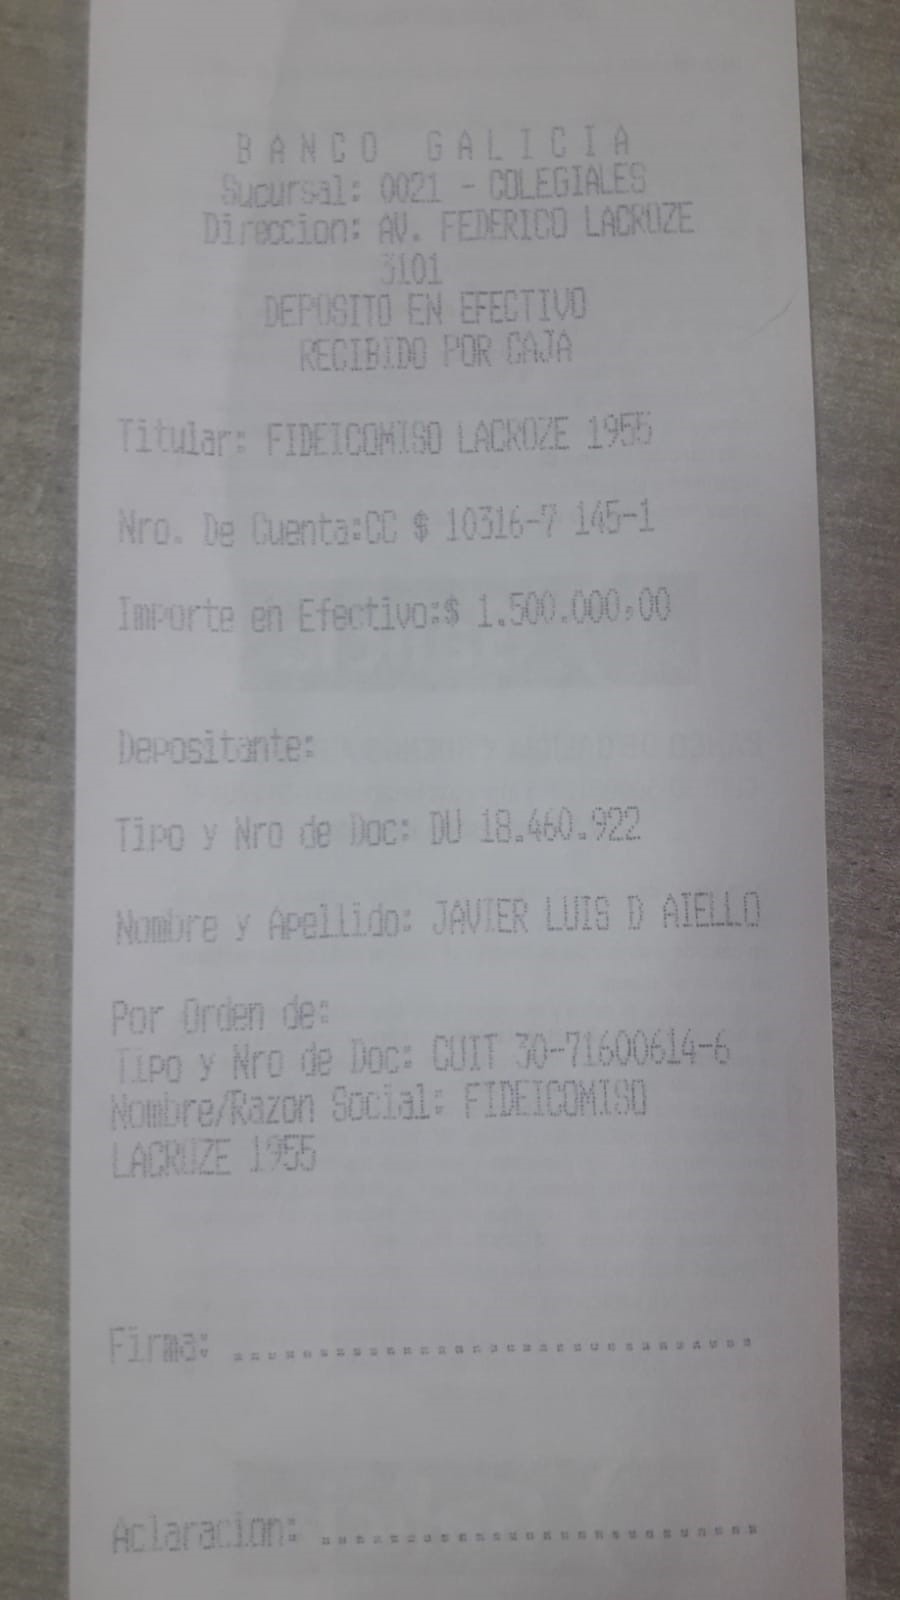 BANCO GALICIA
Sucursal: 0021 - COLEGIALES
Direccion: AV. FEDERICO LACROZE
3101
DEPOSITO EN EFECTIVO
RECIBIDO POR CAJA
Titular: FIDEICOMISO LACROZE 1955
Nro. De Cuenta:CC $ 10316-7 145-1
Importe en Efectivo:$ 1.500.000,00
Depositante:
Tipo y Nro de Doc: DU 18.460.922
Nombre y Apellido: JAVIER LUIS D AIELLO
Por Orden de:
Tipo y Nro de Doc: CUIT 30-71600614-6
Nombre/Razon Social: FIDEICOMISO
LACROZE 1955
Firma: ..............................
Aclaracion: ..........................